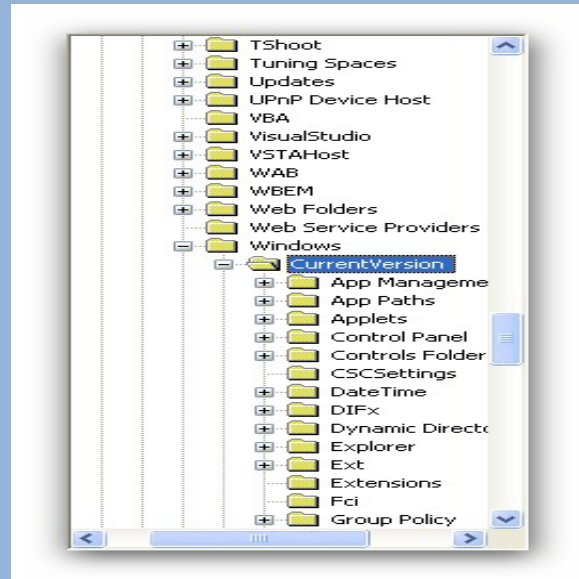 TShoot
Tuning Spaces
Updates
UPnP Device Host
VBA
VisualStudio
VSTAHost
WAB
WBEM
Web Folders
Web Service Providers
Windows
CurrentVersion
App Manageme
App Paths
Applets
Control Panel
Controls Folder
CSCSettings
DateTime
DIFx
Dynamic Directo
Explorer
Ext
Extensions
Fci
Group Policy